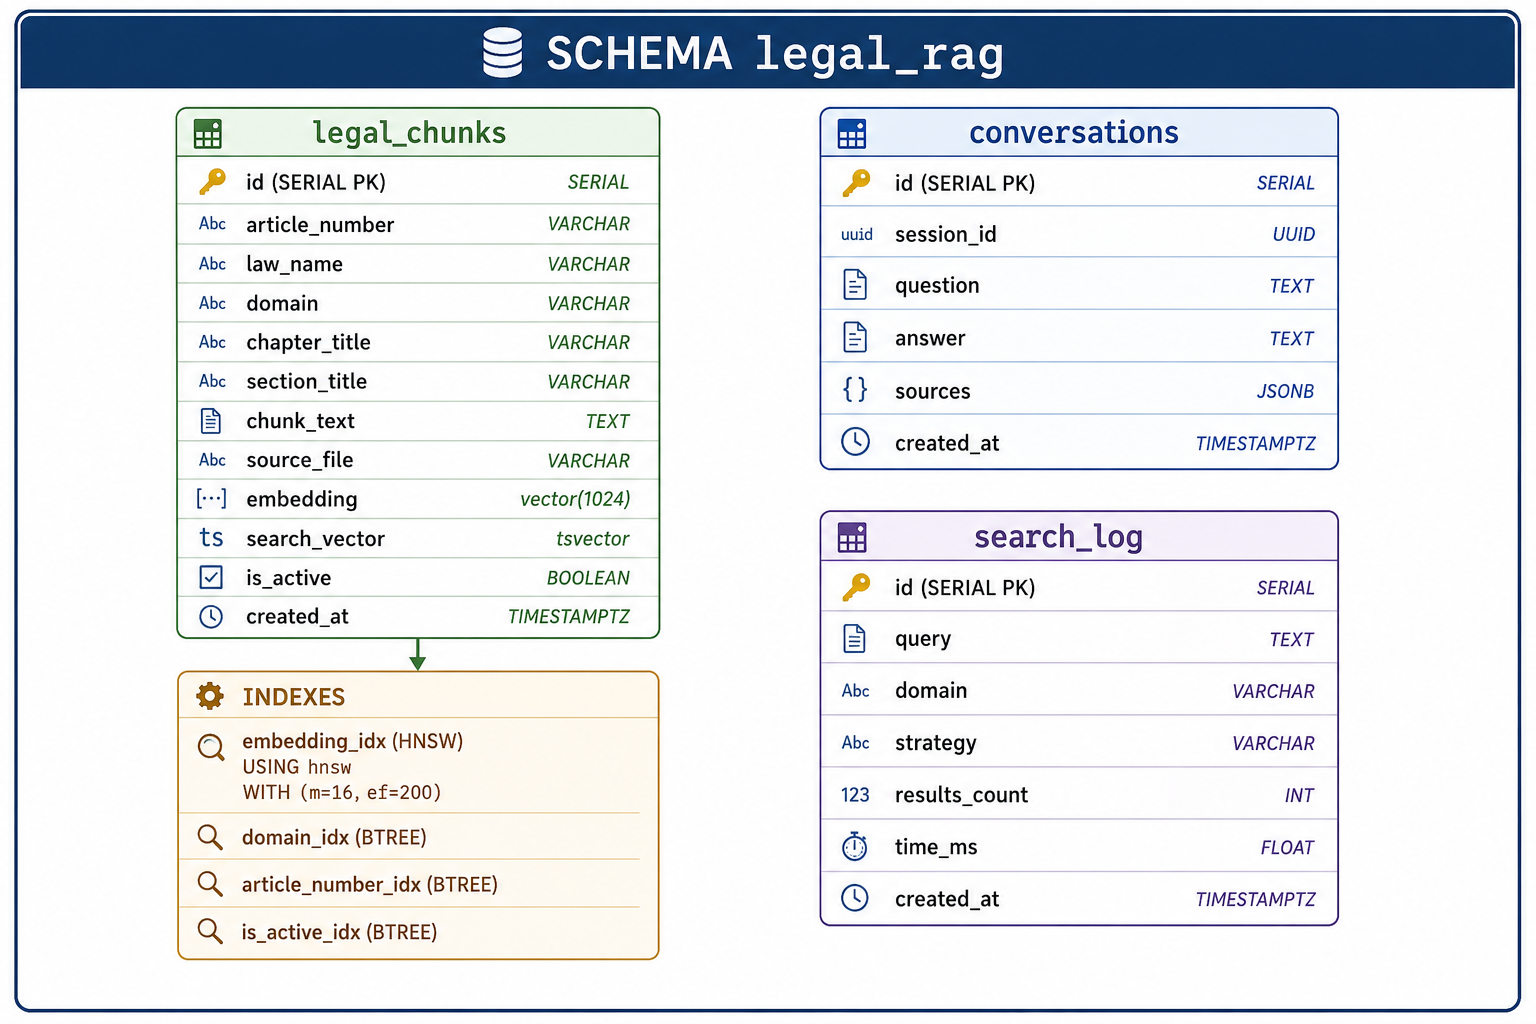 SCHEMA legal_rag
legal_chunks
id (SERIAL PK) SERIAL
Abc article_number VARCHAR
Abc law_name VARCHAR
Abc domain VARCHAR
Abc chapter_title VARCHAR
Abc section_title VARCHAR
chunk_text TEXT
Abc source_file VARCHAR
[...] embedding vector(1024)
ts search_vector tsvector
is_active BOOLEAN
created_at TIMESTAMPTZ
INDEXES
embedding_idx (HNSW)
USING hnsw
WITH (m=16, ef=200)
domain_idx (BTREE)
article_number_idx (BTREE)
is_active_idx (BTREE)
conversations
id (SERIAL PK) SERIAL
uuid session_id UUID
question TEXT
answer TEXT
{} sources JSONB
created_at TIMESTAMPTZ
search_log
id (SERIAL PK) SERIAL
query TEXT
Abc domain VARCHAR
Abc strategy VARCHAR
123 results_count INT
time_ms FLOAT
created_at TIMESTAMPTZ